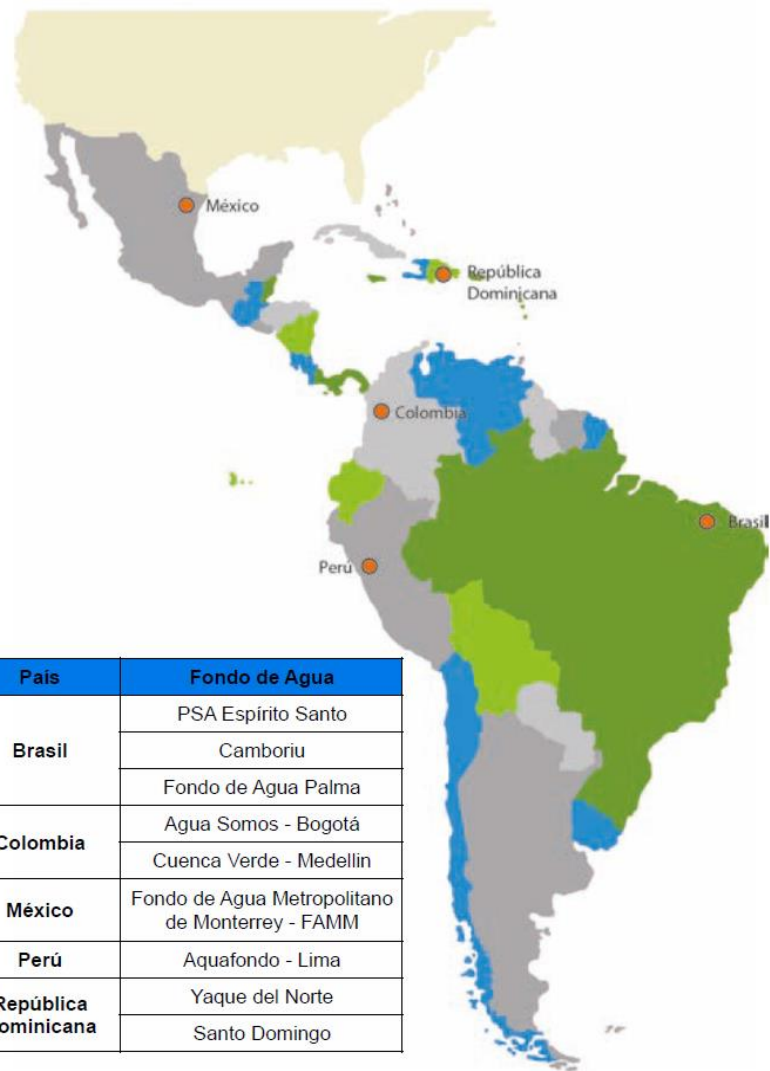 México
República
Dominicana
Colombia
Brasil
Perú
País Fondo de Agua
Brasil
PSA Espírito Santo
Camboriu
Fondo de Agua Palma
Colombia
Agua Somos - Bogotá
Cuenca Verde - Medellin
México
Fondo de Agua Metropolitano
de Monterrey - FAMM
Perú Aquafondo - Lima
República
ominicana
Yaque del Norte
Santo Domingo